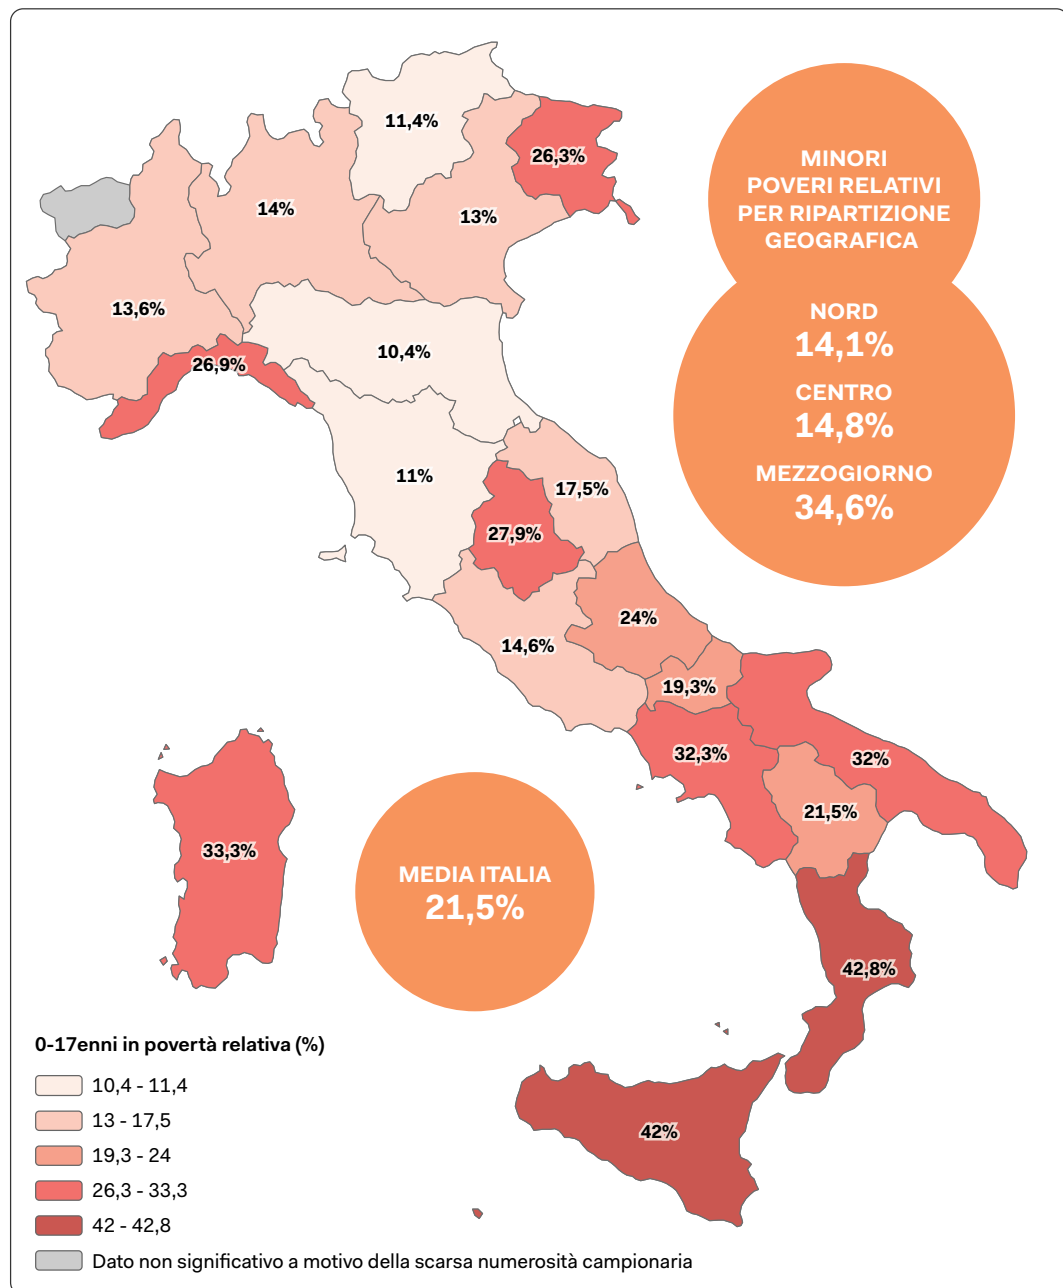 11,4%
26,3%
14%
13%
13,6%
26,9%
10,4%
11%
17,5%
27,9%
24%
14,6%
19,3%
32,3%
32%
21,5%
33,3%
42,8%
42%
MINORI
POVERI RELATIVI
PER RIPARTIZIONE
GEOGRAFICA
NORD
14,1%
CENTRO
14,8%
MEZZOGIORNO
34,6%
MEDIA ITALIA
21,5%
0-17enni in povertà relativa (%)
10,4 - 11,4
13 - 17,5
19,3 - 24
26,3 - 33,3
42 - 42,8
Dato non significativo a motivo della scarsa numerosità campionaria